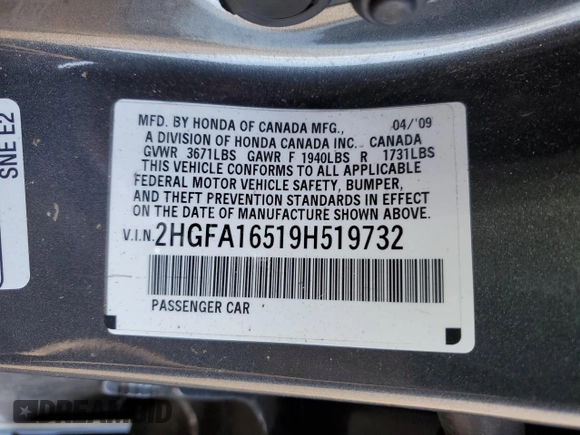 SNE E2
MFD. BY HONDA OF CANADA MFG., 04/'09
A DIVISION OF HONDA CANADA INC. CANADA
GVWR 3671LBS GAWR F 1940LBS R 1731LBS
THIS VEHICLE CONFORMS TO ALL APPLICABLE
FEDERAL MOTOR VEHICLE SAFETY, BUMPER,
AND THEFT PREVENTION STANDARDS IN EFFECT
ON THE DATE OF MANUFACTURE SHOWN ABOVE.
V.I.N. 2HGFA16519H519732
PASSENGER CAR
DREAMBID